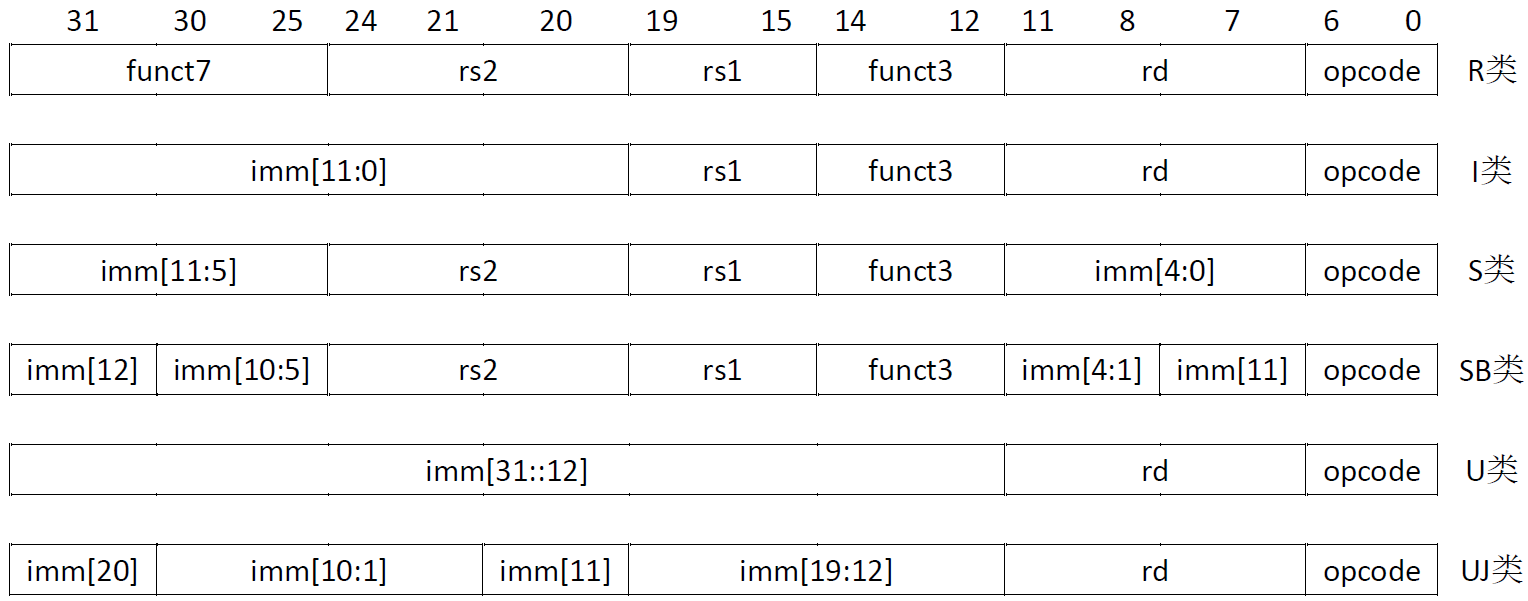 31 30 25 24 21 20 19 15 14 12 11 8 7 6 0
funct7 rs2 rs1 funct3 rd opcode R类
imm[11:0] rs1 funct3 rd opcode I类
imm[11:5] rs2 rs1 funct3 imm[4:0] opcode S类
imm[12] imm[10:5] rs2 rs1 funct3 imm[4:1] imm[11] opcode SB类
imm[31::12] rd opcode U类
imm[20] imm[10:1] imm[11] imm[19:12] rd opcode UJ类